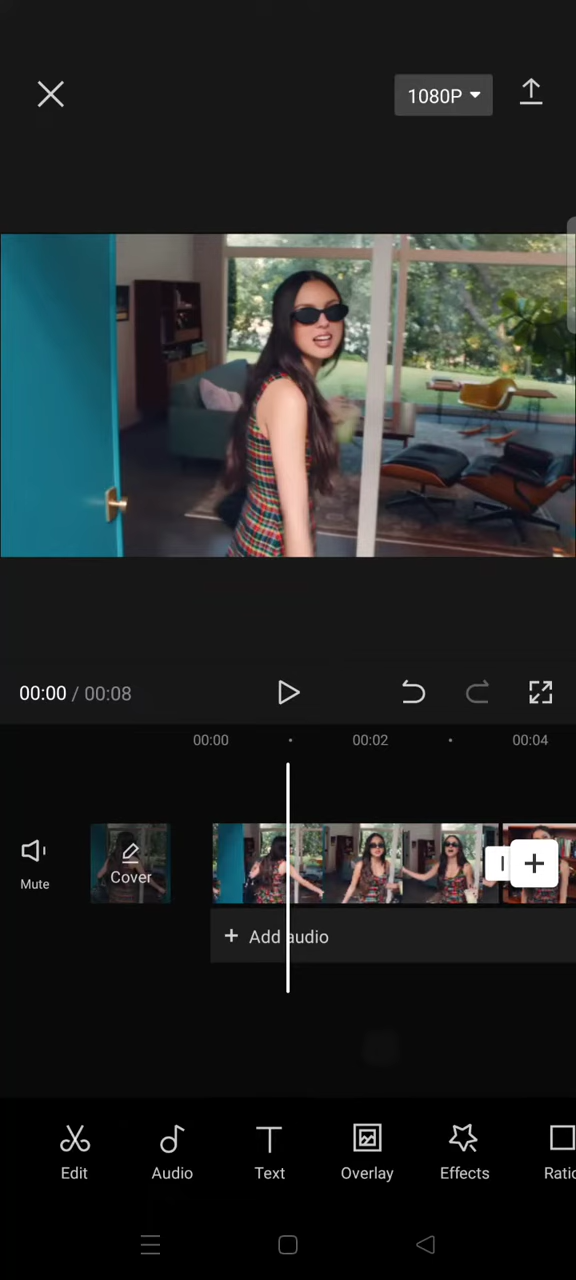 1080P
00:00 / 00:08
00:00
00:02
00:04
Mute
Cover
+ Add audio
Edit
Audio
Text
Overlay
Effects
Ratio